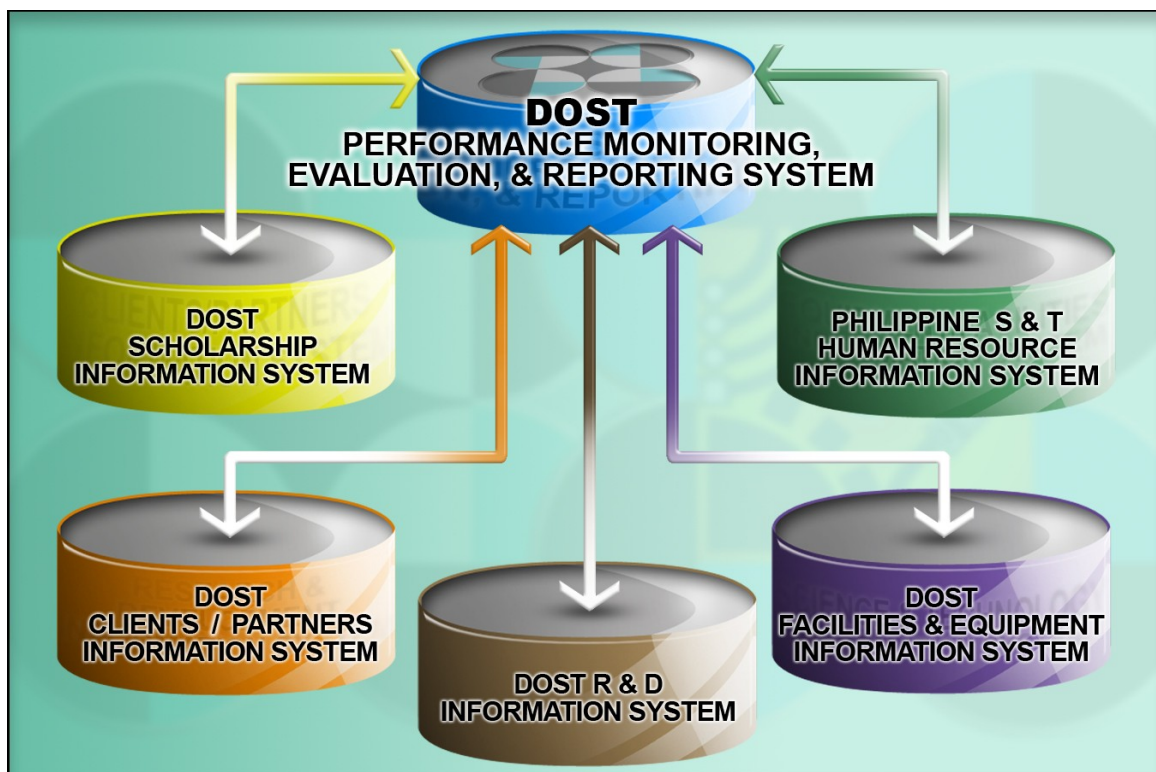 DOST
PERFORMANCE MONITORING,
EVALUATION, & REPORTING SYSTEM
DOST
SCHOLARSHIP
INFORMATION SYSTEM
PHILIPPINE S & T
HUMAN RESOURCE
INFORMATION SYSTEM
DOST
CLIENTS / PARTNERS
INFORMATION SYSTEM
DOST R & D
INFORMATION SYSTEM
DOST
FACILITIES & EQUIPMENT
INFORMATION SYSTEM